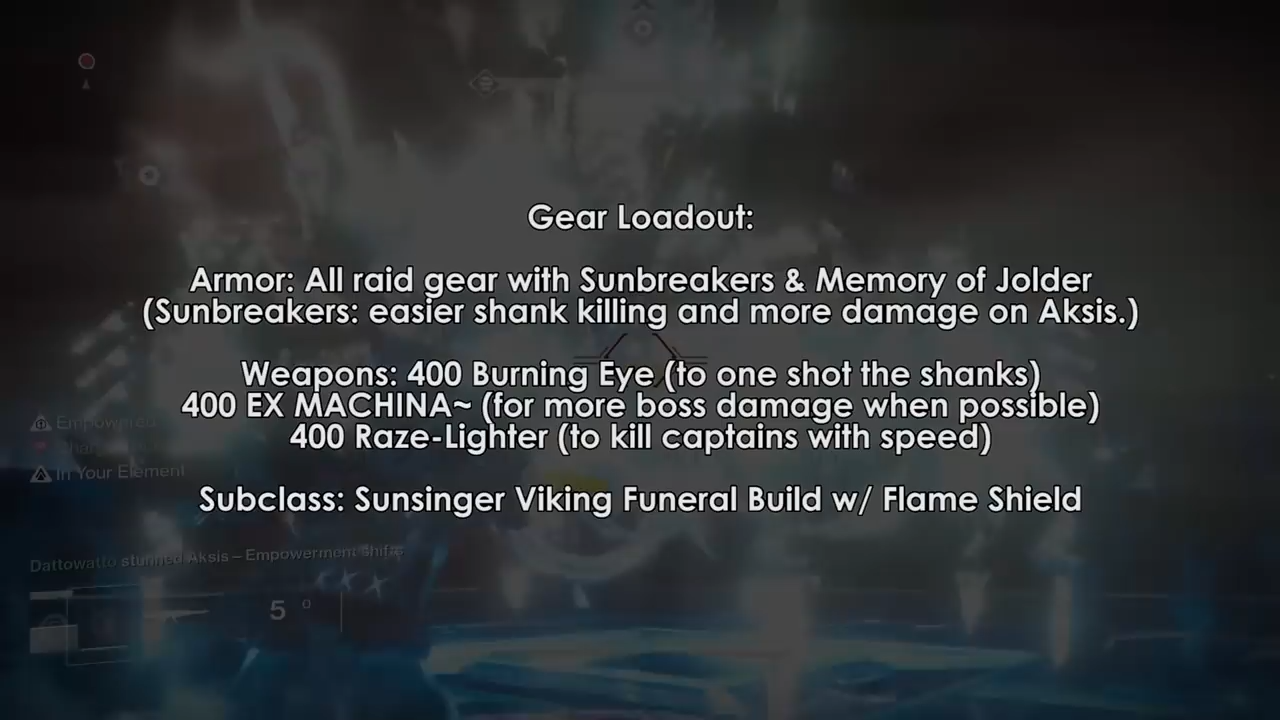 Gear Loadout:
Armor: All raid gear with Sunbreakers & Memory of Jolder
(Sunbreakers: easier shank killing and more damage on Aksis.)
Weapons: 400 Burning Eye (to one shot the shanks)
400 EX MACHINA~ (for more boss damage when possible)
400 Raze-Lighter (to kill captains with speed)
Empowered
In Your Element
Subclass: Sunsinger Viking Funeral Build w/ Flame Shield
Dattowatto stunned Aksis – Empowerment Shifts
5 0